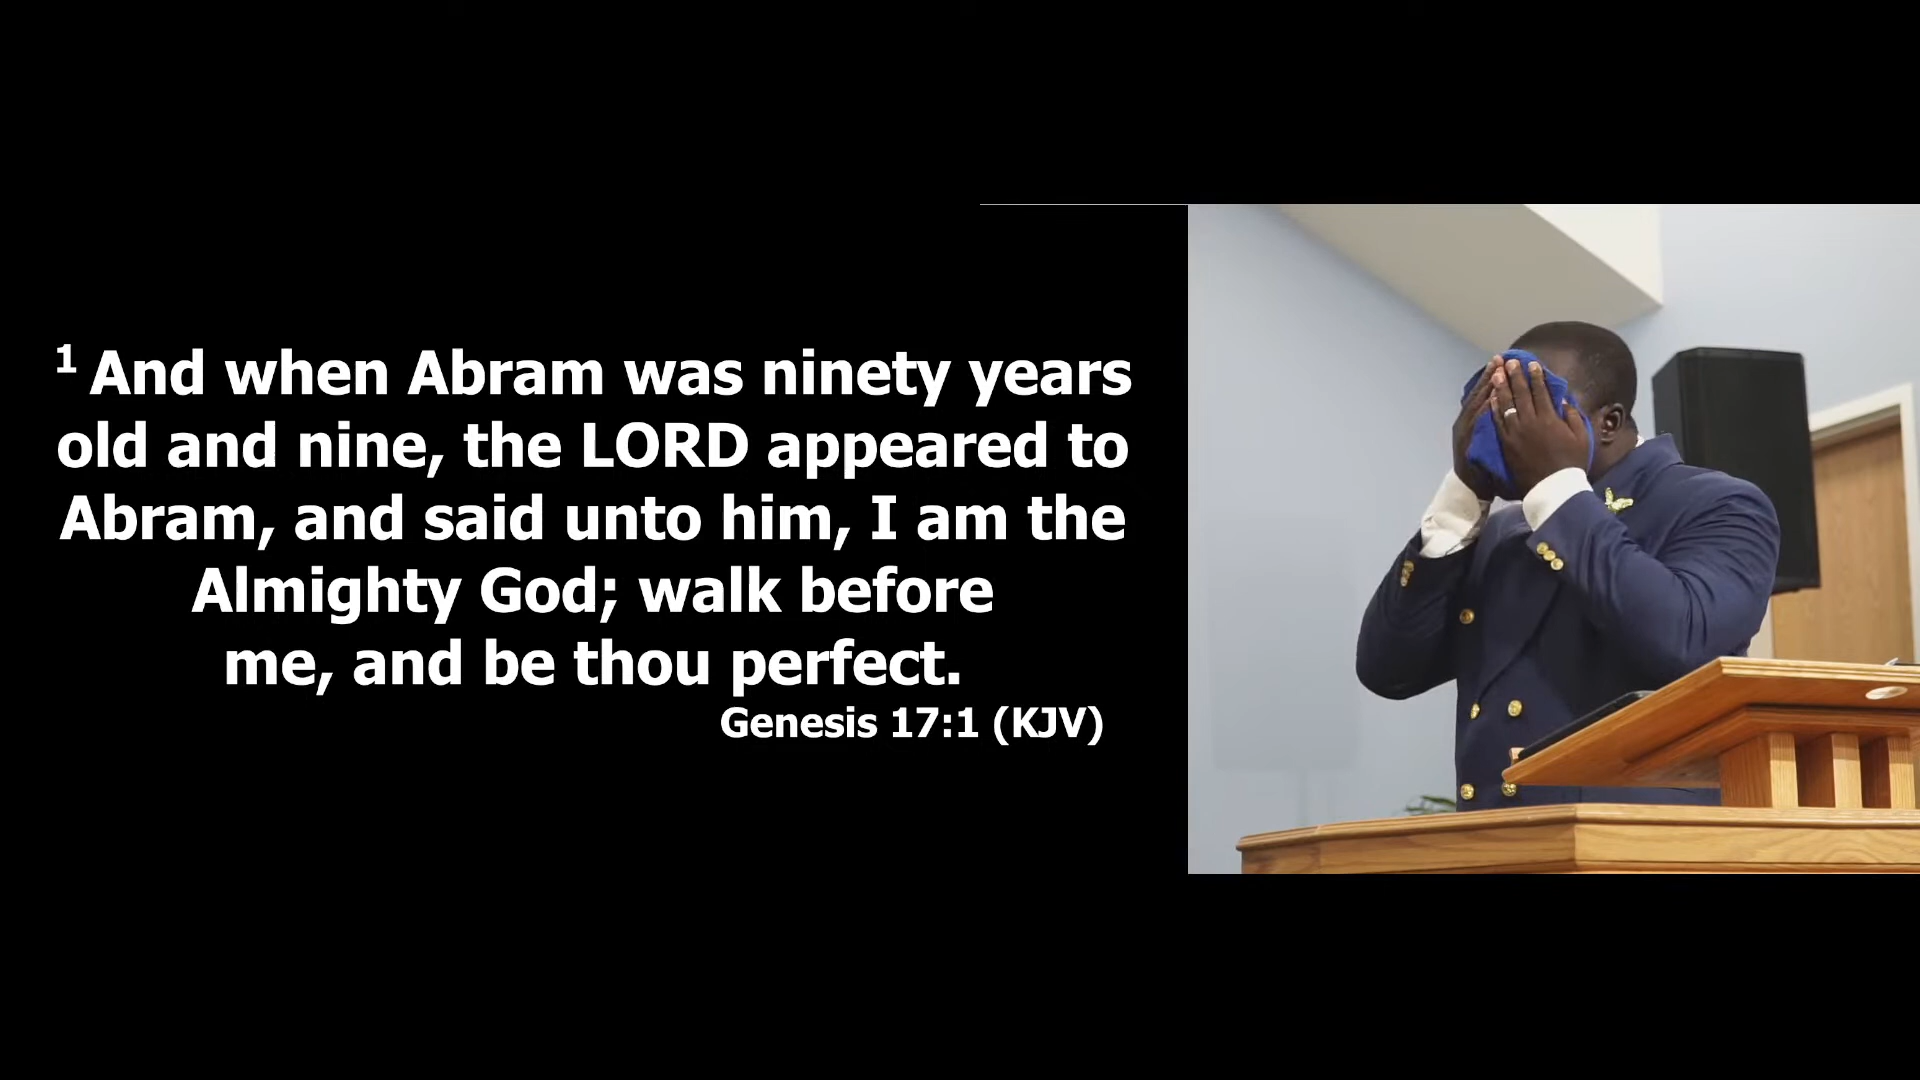 1 And when Abram was ninety years
old and nine, the LORD appeared to
Abram, and said unto him, I am the
Almighty God; walk before
me, and be thou perfect.
Genesis 17:1 (KJV)